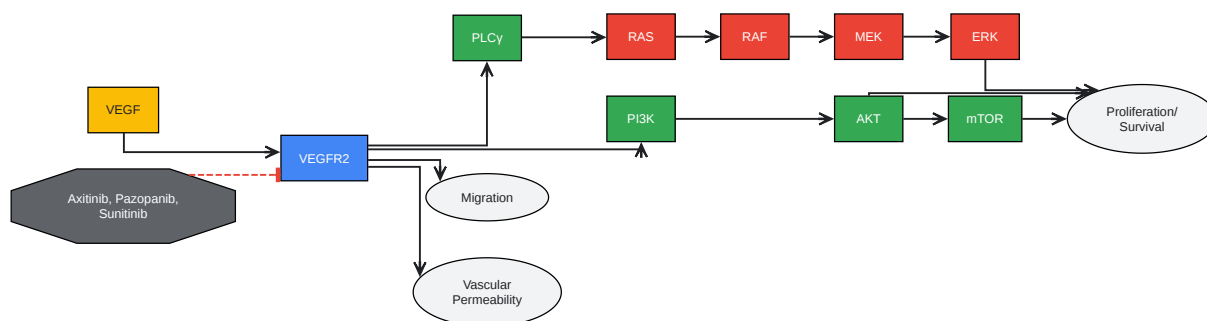 PLCγ
RAS
RAF
MEK
ERK
VEGF
PI3K
AKT
mTOR
Proliferation/
Survival
VEGFR2
Axitinib, Pazopanib,
Sunitinib
Migration
Vascular
Permeability